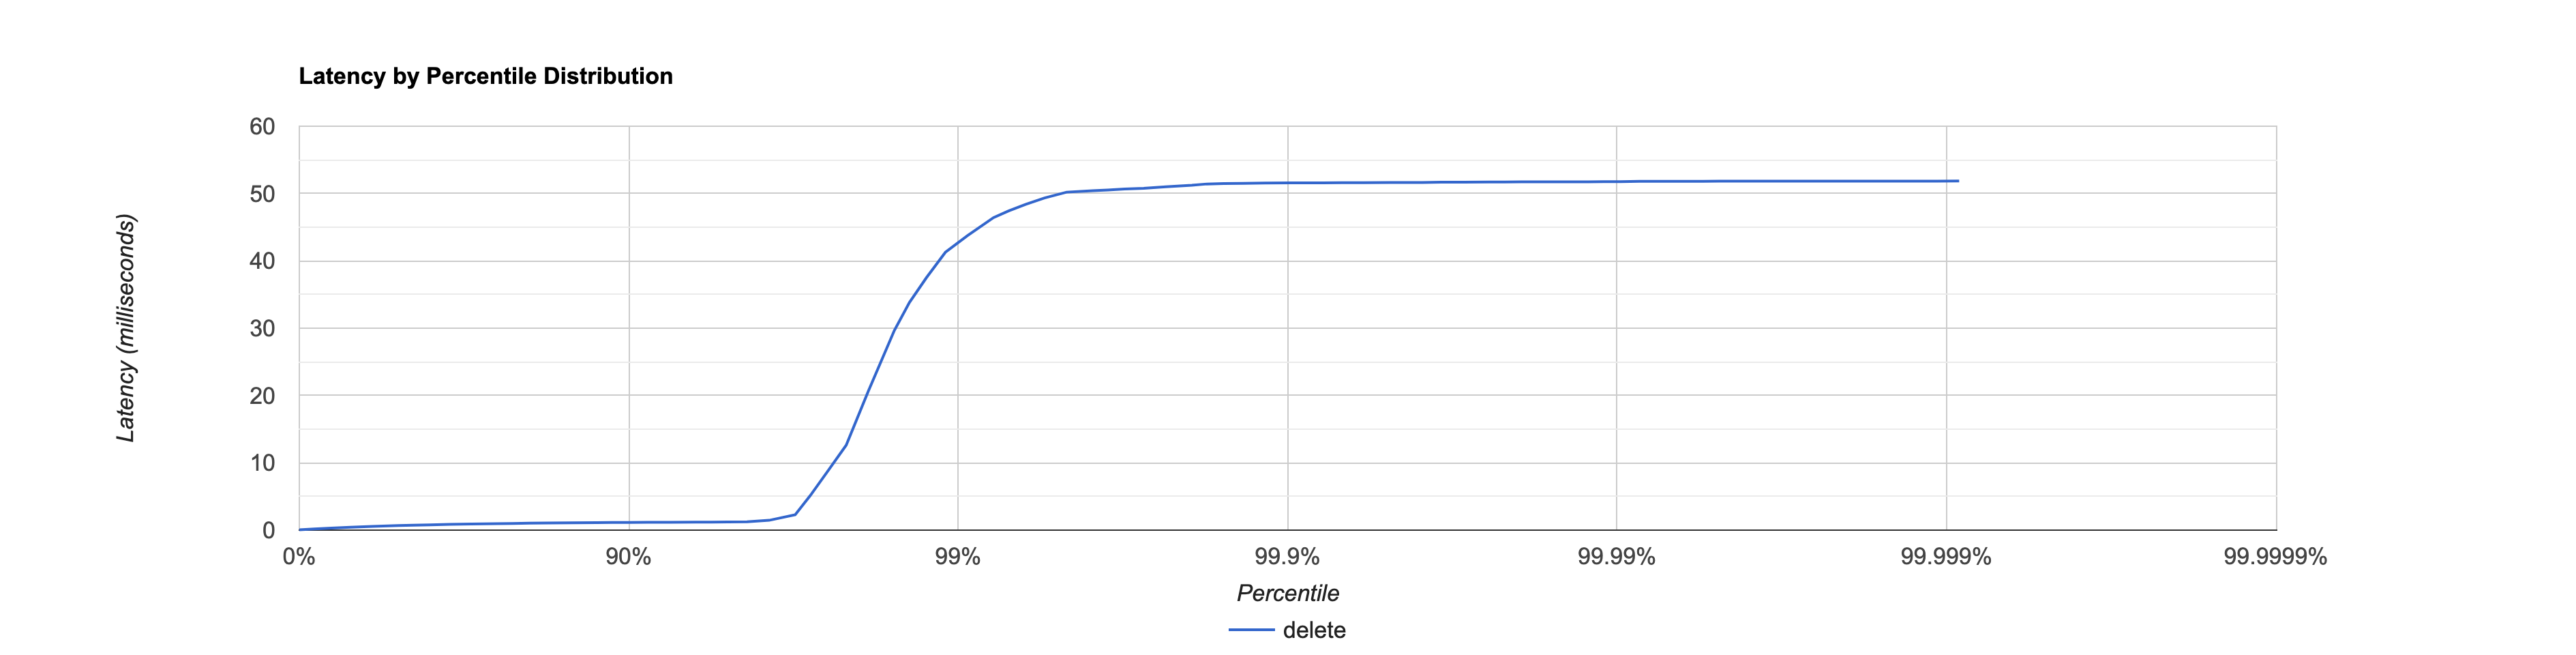 Latency by Percentile Distribution
Latency (milliseconds)
60
50
40
30
20
10
0
0% 90% 99% 99.9% 99.99% 99.999% 99.9999%
Percentile
delete